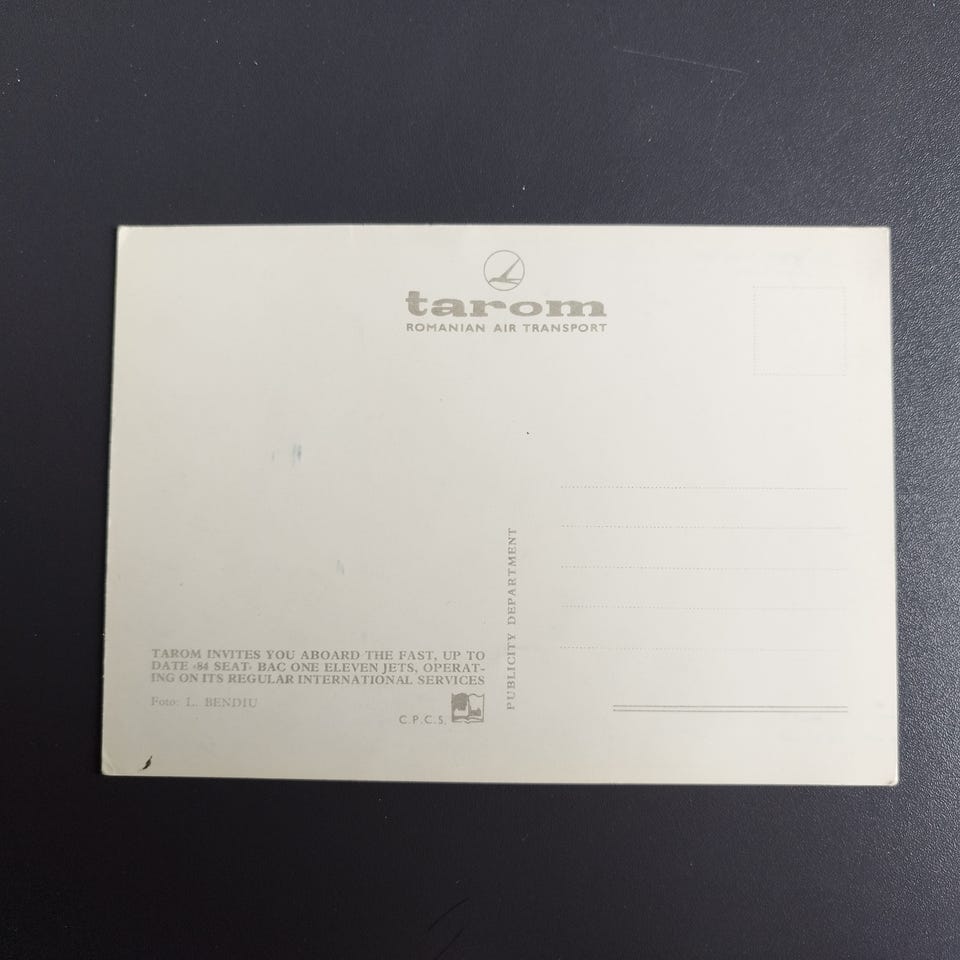 tarom
ROMANIAN AIR TRANSPORT
TAROM INVITES YOU ABOARD THE FAST, UP TO
DATE ‹84 SEAT› BAC ONE ELEVEN JETS, OPERAT-
ING ON ITS REGULAR INTERNATIONAL SERVICES
Foto: L. BENDIU
C.P.C.S.
PUBLICITY DEPARTMENT